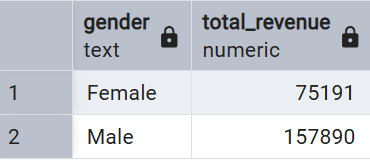 gender total_revenue
text numeric
1 Female 75191
2 Male 157890